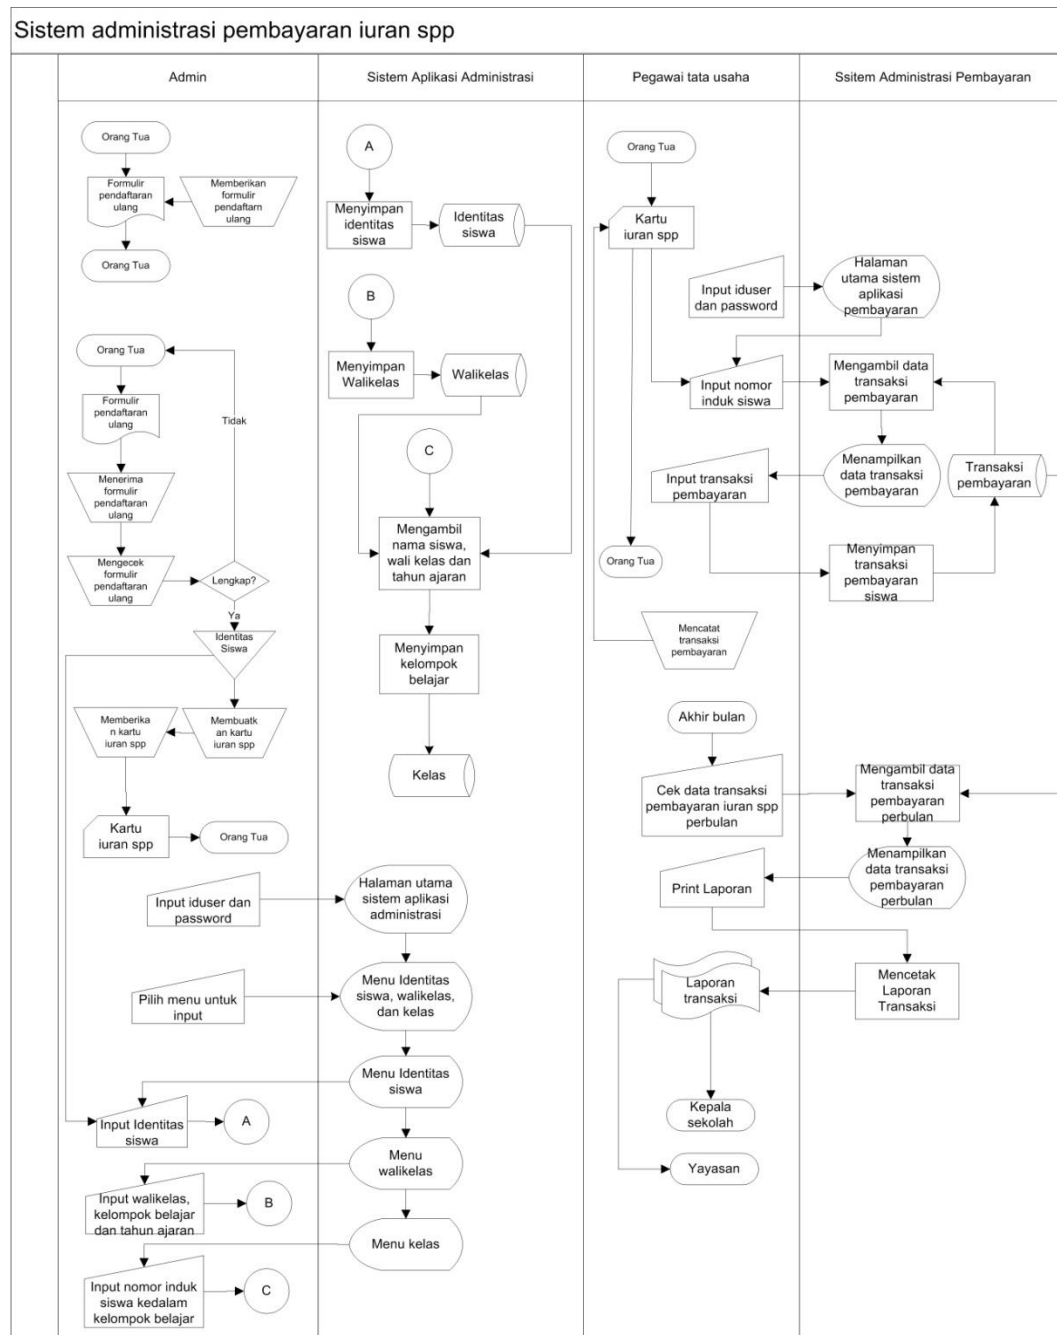 Sistem administrasi pembayaran iuran spp
Admin
Sistem Aplikasi Administrasi
Pegawai tata usaha
Ssitem Administrasi Pembayaran
Orang Tua
Formulir
pendaftaran
ulang
Memberikan
formulir
pendaftarn
ulang
Orang Tua
Orang Tua
Formulir
pendaftaran
ulang
Tidak
Menerima
formulir
pendaftaran
ulang
Mengecek
formulir
pendaftaran
ulang
Lengkap?
Ya
Identitas
Siswa
Memberika
n kartu
iuran spp
Membuatk
an kartu
iuran spp
Kartu
iuran spp
Orang Tua
Input iduser dan
password
Pilih menu untuk
input
Input Identitas
siswa
A
Input walikelas,
kelompok belajar
dan tahun ajaran
B
Input nomor induk
siswa kedalam
kelompok belajar
C
A
Menyimpan
identitas
siswa
Identitas
siswa
B
Menyimpan
Walikelas
Walikelas
C
Mengambil
nama siswa,
wali kelas dan
tahun ajaran
Menyimpan
kelompok
belajar
Kelas
Halaman utama
sistem aplikasi
administrasi
Menu Identitas
siswa, walikelas,
dan kelas
Menu Identitas
siswa
Menu
walikelas
Menu kelas
Orang Tua
Kartu
iuran spp
Input iduser
dan password
Input nomor
induk siswa
Input transaksi
pembayaran
Orang Tua
Mencatat
transaksi
pembayaran
Akhir bulan
Cek data transaksi
pembayaran iuran spp
perbulan
Print Laporan
Laporan
transaksi
Kepala
sekolah
Yayasan
Halaman
utama sistem
aplikasi
pembayaran
Mengambil data
transaksi
pembayaran
Menampilkan
data transaksi
pembayaran
Transaksi
pembayaran
Menyimpan
transaksi
pembayaran
siswa
Mengambil data
transaksi
pembayaran
perbulan
Menampilkan
data transaksi
pembayaran
perbulan
Mencetak
Laporan
Transaksi